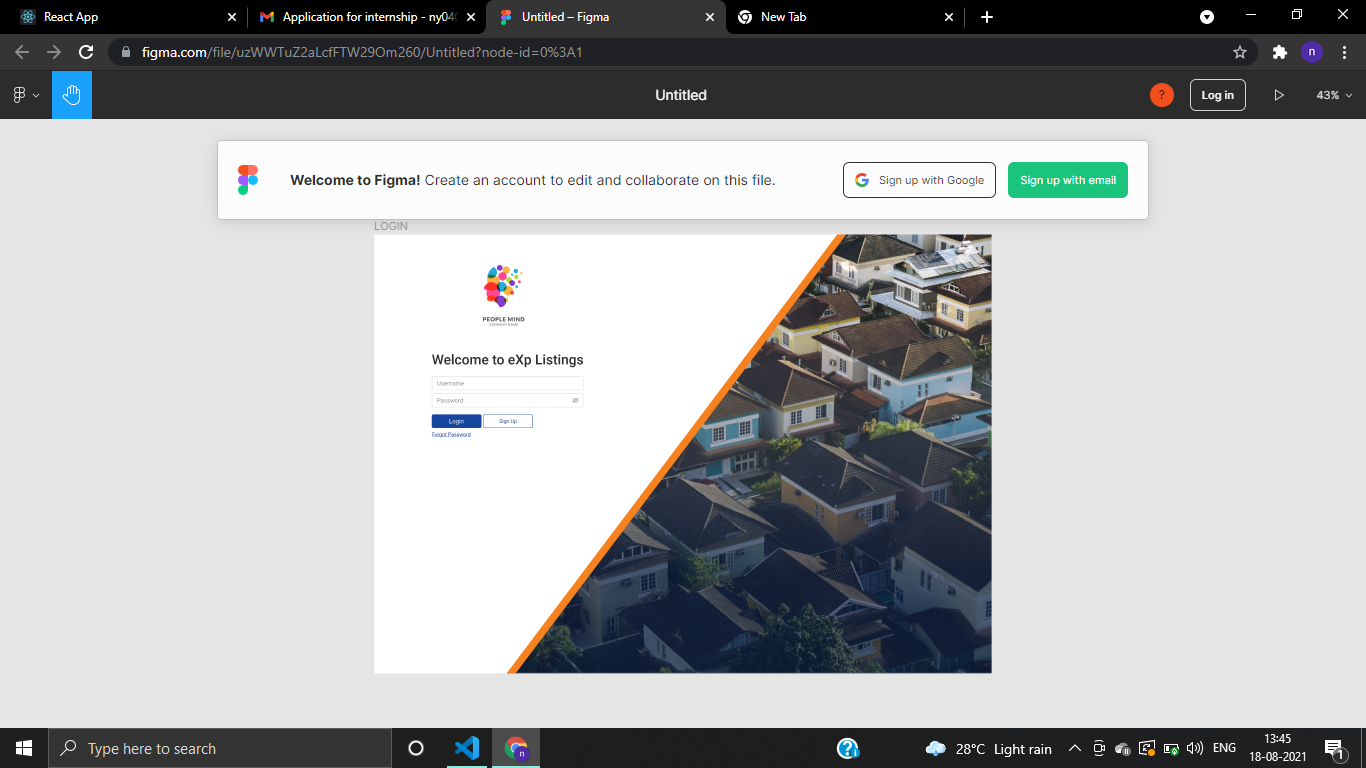 React App
Application for internship - ny040
Untitled – Figma
New Tab
figma.com/file/uzWWTuZ2aLcfFTW29Om260/Untitled?node-id=0%3A1
n
Untitled
?
Log in
43%
Welcome to Figma! Create an account to edit and collaborate on this file.
Sign up with Google
Sign up with email
LOGIN
PEOPLE MIND
COMPANY NAME
Welcome to eXp Listings
Username
Password
Login
Sign Up
Forgot Password
Type here to search
n
28°C Light rain
ENG
13:45
18-08-2021
1